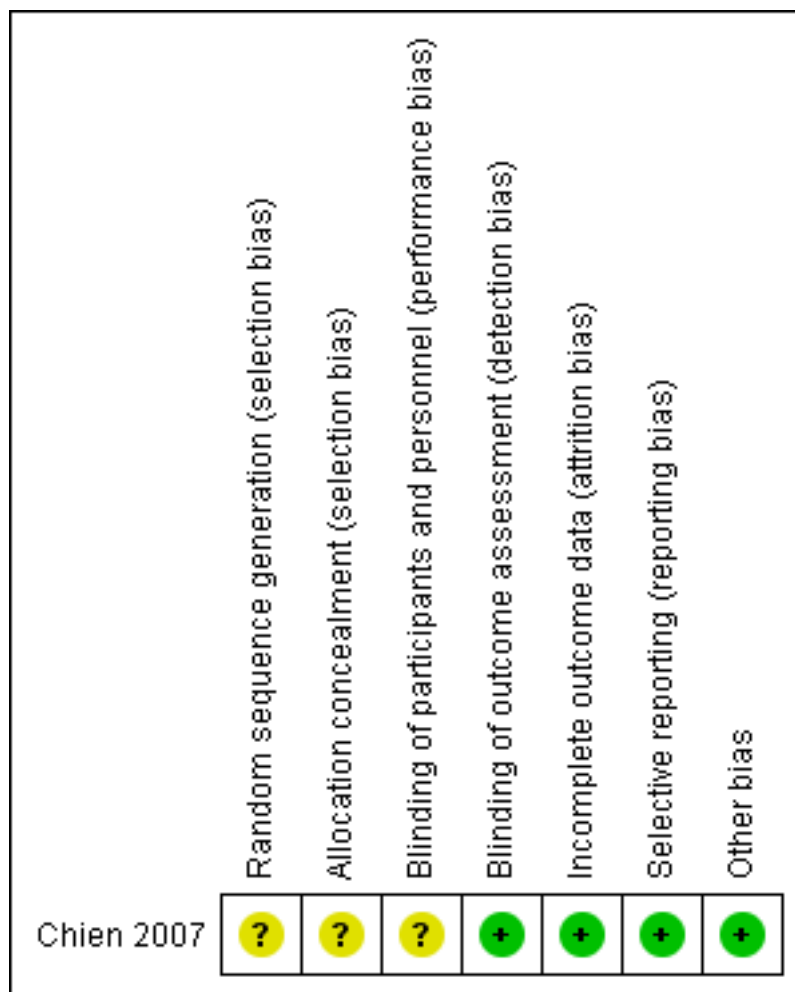 Random sequence generation (selection bias)
Allocation concealment (selection bias)
Blinding of participants and personnel (performance bias)
Blinding of outcome assessment (detection bias)
Incomplete outcome data (attrition bias)
Selective reporting (reporting bias)
Other bias
Chien 2007 ? ? ? + + + +